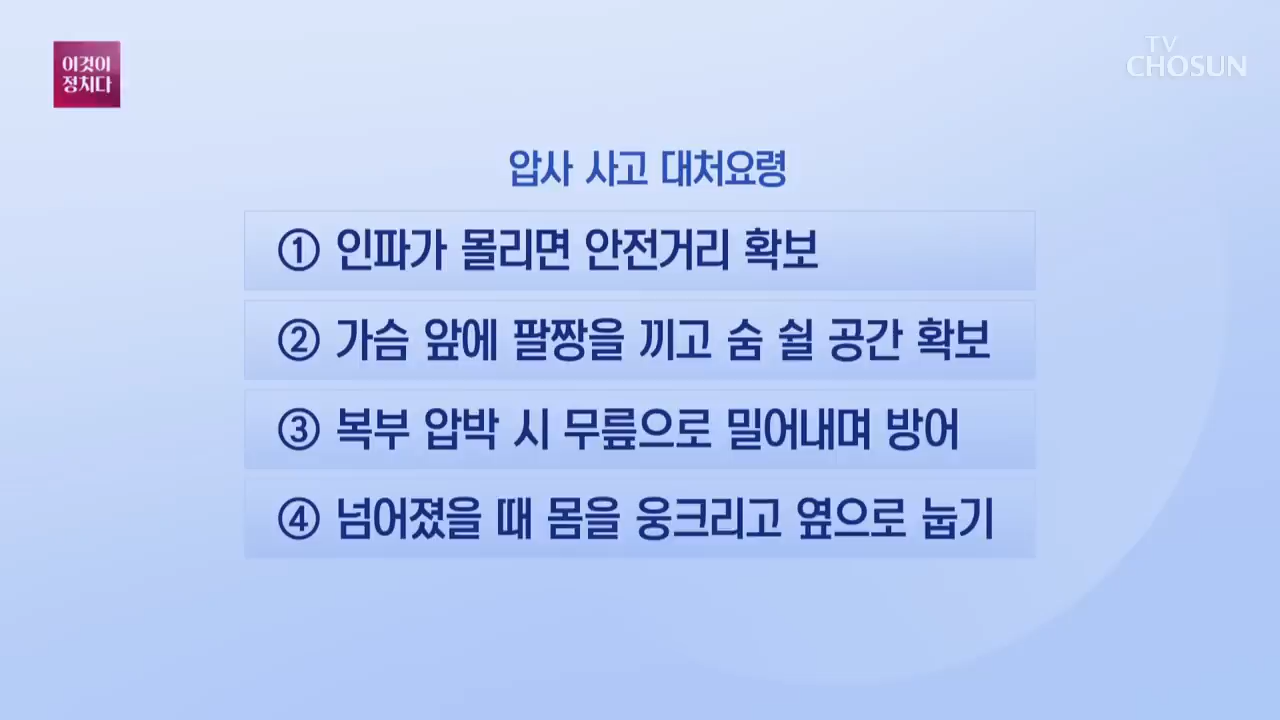 이것이
정치다
TV
CHOSUN
압사 사고 대처요령
① 인파가 몰리면 안전거리 확보
② 가슴 앞에 팔짱을 끼고 숨 쉴 공간 확보
③ 복부 압박 시 무릎으로 밀어내며 방어
④ 넘어졌을 때 몸을 웅크리고 옆으로 눕기